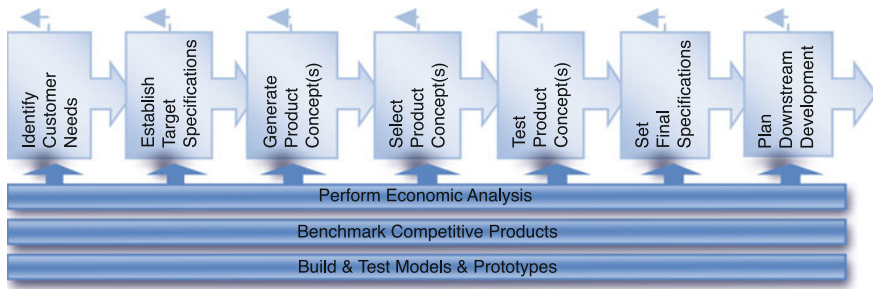 Identify
Customer
Needs
Establish
Target
Specifications
Generate
Product
Concept(s)
Select
Product
Concept(s)
Test
Product
Concept(s)
Set
Final
Specifications
Plan
Downstream
Development
Perform Economic Analysis
Benchmark Competitive Products
Build & Test Models & Prototypes